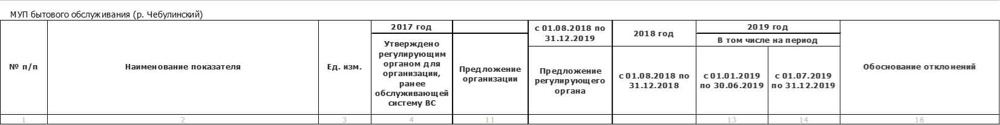 МУП бытового обслуживания (р. Чебулинский)
№ п/п
Наименование показателя
Ед. изм.
2017 год
Утверждено
регулирующим
органом для
организации,
ранее
обслуживающей
систему ВС
Предложение
организации
с 01.08.2018 по
31.12.2019
Предложение
регулирующего
органа
2018 год
с 01.08.2018 по
31.12.2018
2019 год
В том числе на период
с 01.01.2019
по 30.06.2019
с 01.07.2019
по 31.12.2019
Обоснование отклонений
1 2 3 4 11 13 14 16